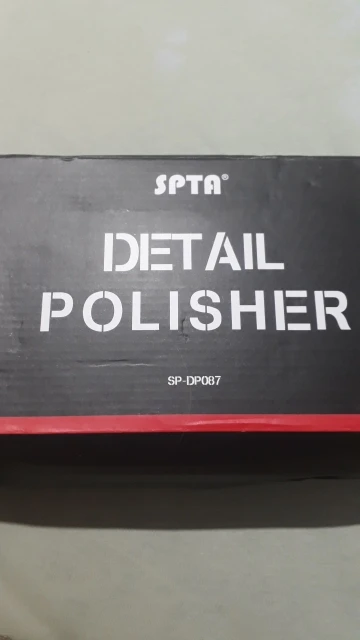 SPTA®
DETAIL
POLISHER
SP-DP087